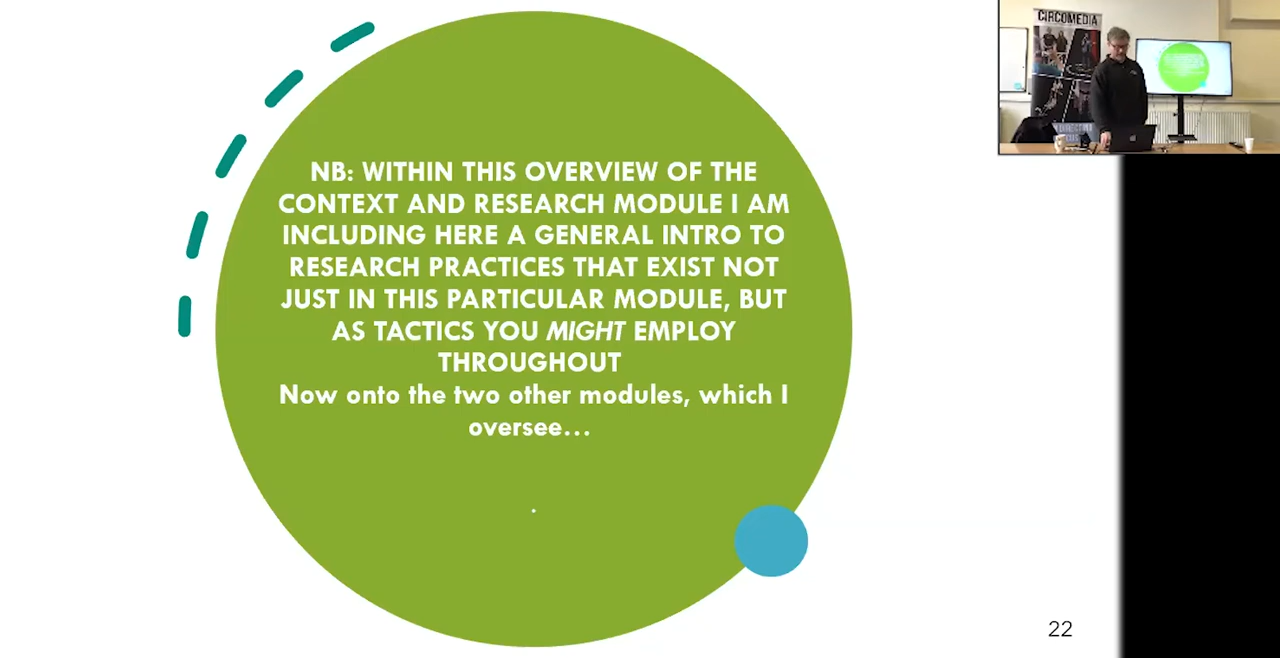 NB: WITHIN THIS OVERVIEW OF THE
CONTEXT AND RESEARCH MODULE I AM
INCLUDING HERE A GENERAL INTRO TO
RESEARCH PRACTICES THAT EXIST NOT
JUST IN THIS PARTICULAR MODULE, BUT
AS TACTICS YOU MIGHT EMPLOY
THROUGHOUT
Now onto the two other modules, which I
oversee...
.
22
CIRCOMEDIA